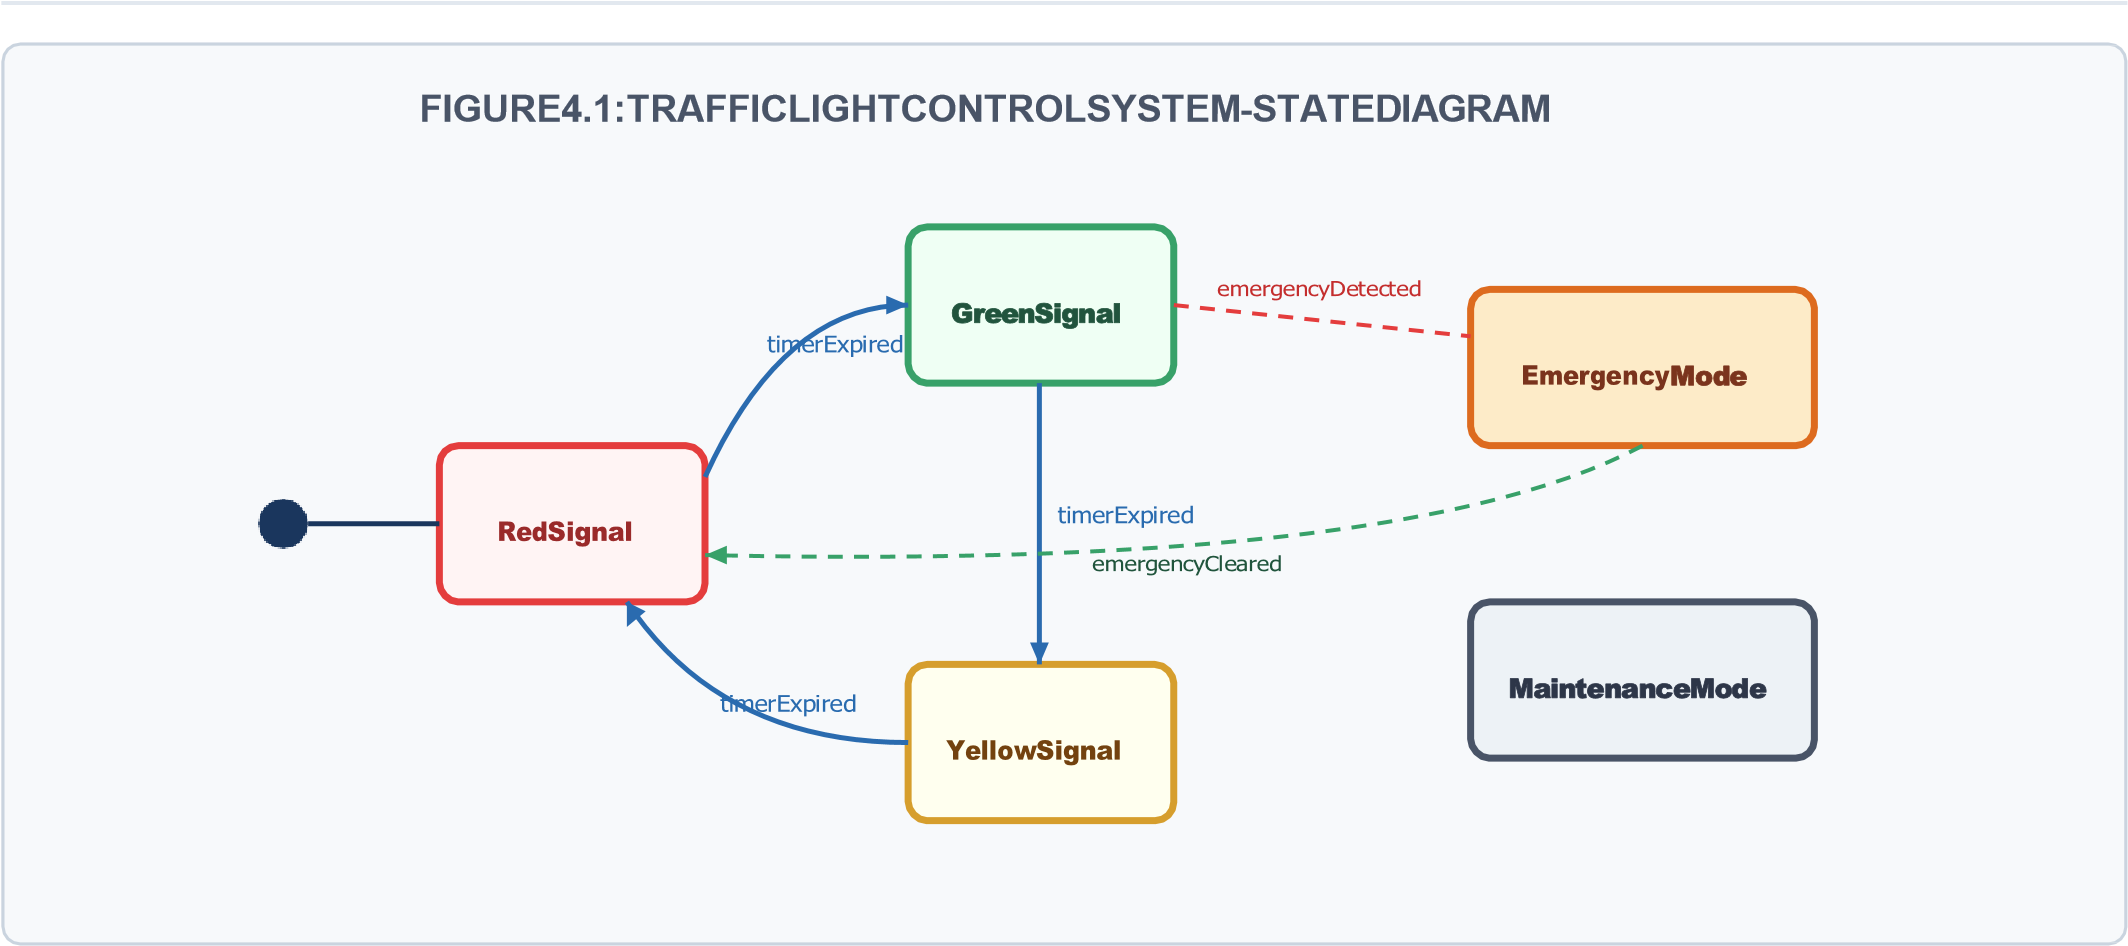 FIGURE4.1:TRAFFICLIGHTCONTROLSYSTEM-STATEDIAGRAM
emergencyDetected
GreenSignal
timerExpired
EmergencyMode
timerExpired
RedSignal
emergencyCleared
MaintenanceMode
timerExpired
YellowSignal